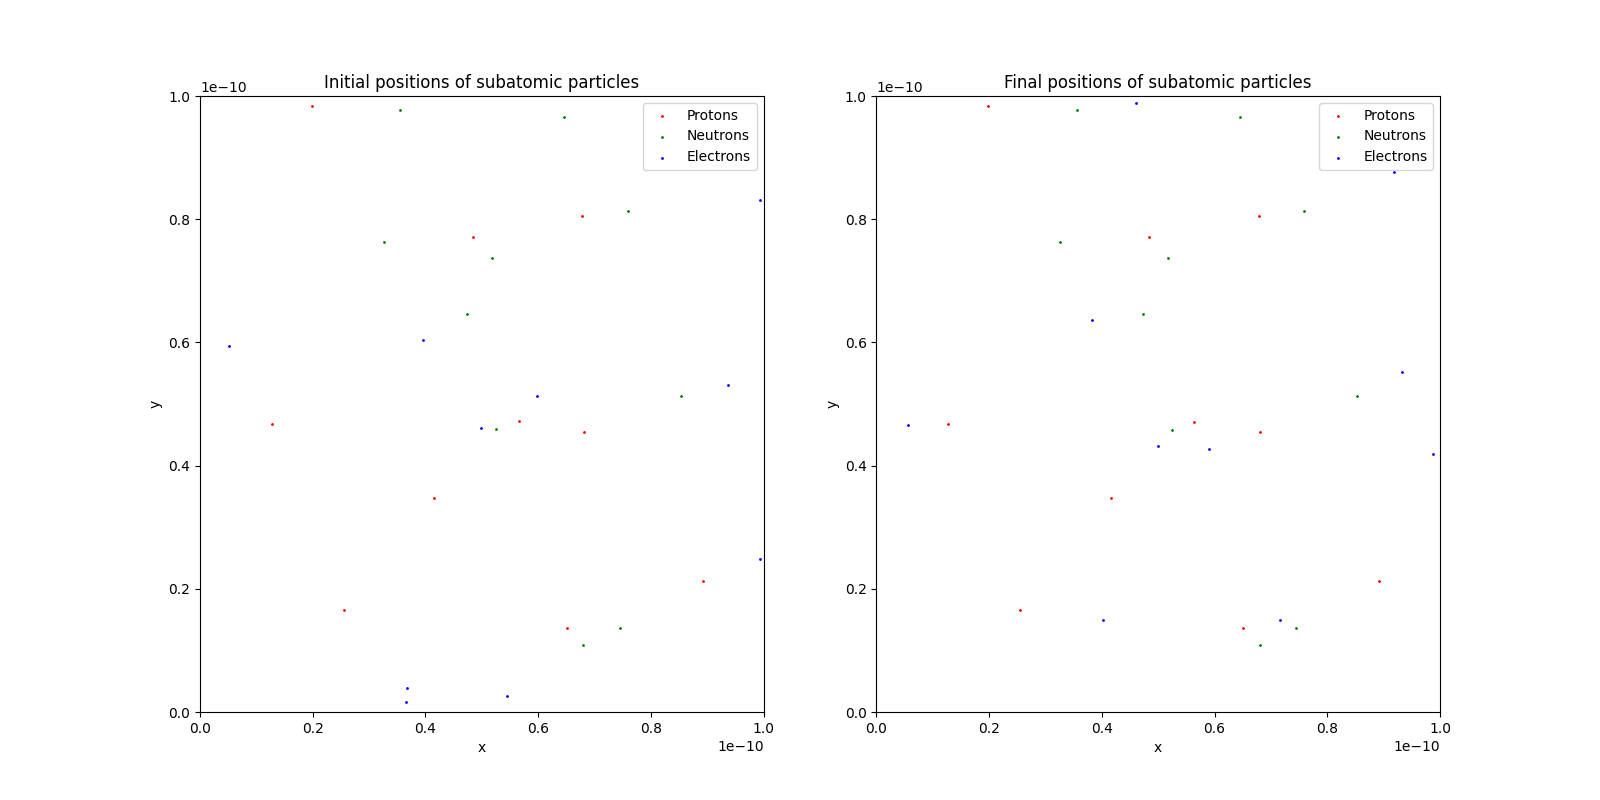 Initial positions of subatomic particles
1e−10
Protons
Neutrons
Electrons
1.0
0.8
0.6
0.4
0.2
0.0
y
0.0 0.2 0.4 0.6 0.8 1.0
x
1e−10
Final positions of subatomic particles
1e−10
Protons
Neutrons
Electrons
1.0
0.8
0.6
0.4
0.2
0.0
y
0.0 0.2 0.4 0.6 0.8 1.0
x
1e−10